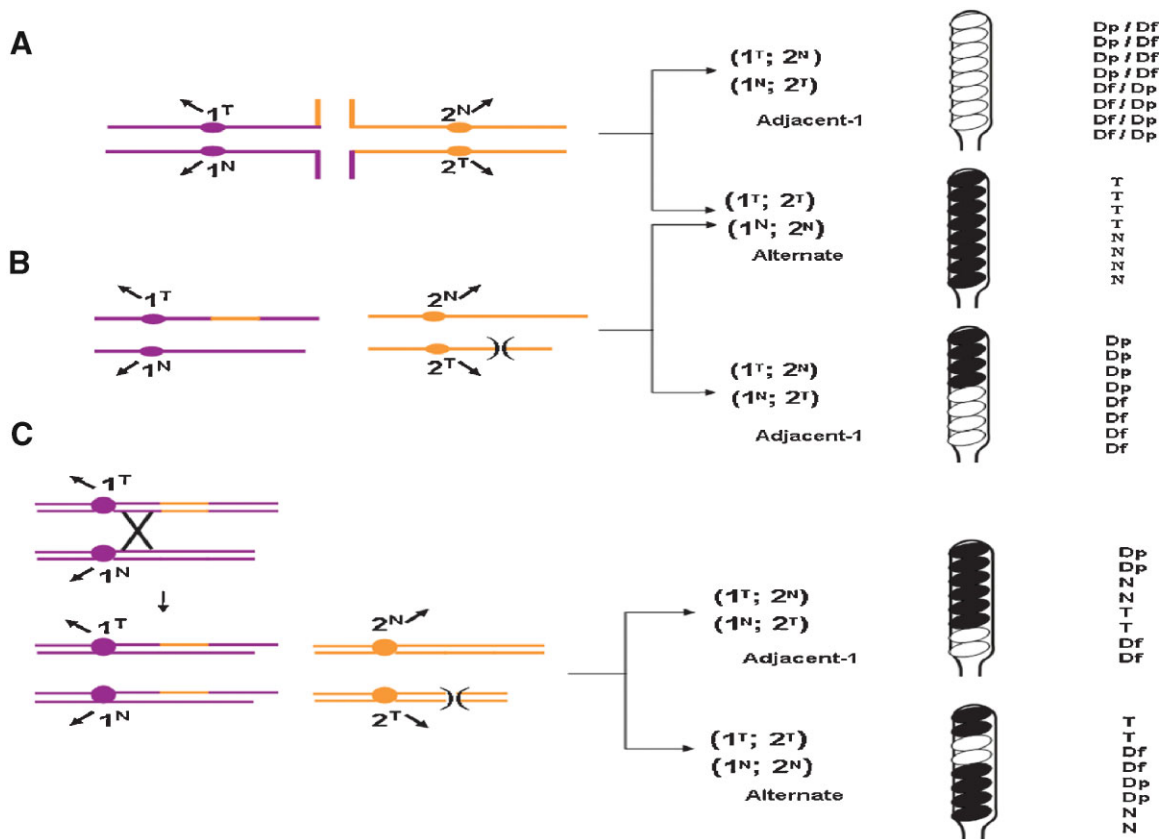 A
1ᵀ
2ᴺ
1ᴺ
2ᵀ
(1ᵀ; 2ᴺ)
(1ᴺ; 2ᵀ)
Adjacent-1
Dp / Df
Dp / Df
Dp / Df
Dp / Df
Df / Dp
Df / Dp
Df / Dp
Df / Dp
(1ᵀ; 2ᵀ)
(1ᴺ; 2ᴺ)
Alternate
T
T
T
T
N
N
N
N
B
1ᵀ
2ᴺ
1ᴺ
2ᵀ
(1ᵀ; 2ᴺ)
(1ᴺ; 2ᵀ)
Adjacent-1
Dp
Dp
Dp
Dp
Df
Df
Df
Df
C
1ᵀ
1ᴺ
1ᵀ
2ᴺ
1ᴺ
2ᵀ
(1ᵀ; 2ᴺ)
(1ᴺ; 2ᵀ)
Adjacent-1
Dp
Dp
N
N
T
T
Df
Df
(1ᵀ; 2ᵀ)
(1ᴺ; 2ᴺ)
Alternate
T
T
Df
Df
Dp
Dp
N
N